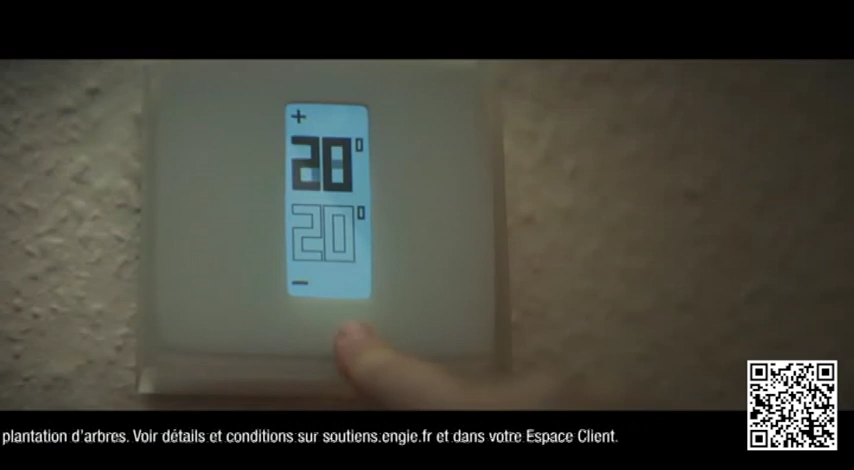 +
20°
20°
–
plantation d'arbres. Voir détails et conditions sur soutiens.engie.fr et dans votre Espace Client.